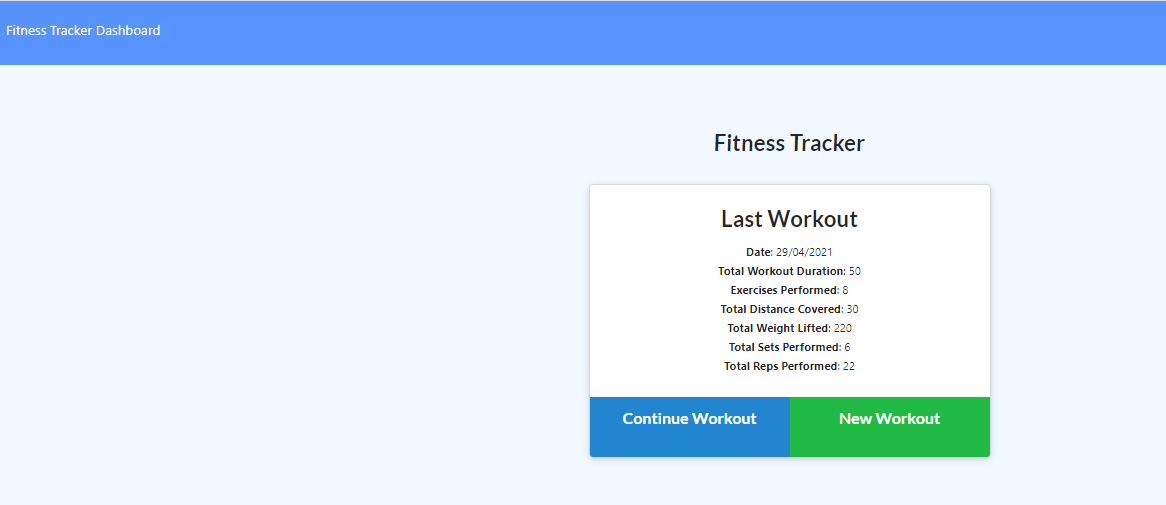 Fitness Tracker Dashboard
Fitness Tracker
Last Workout
Date: 29/04/2021
Total Workout Duration: 50
Exercises Performed: 8
Total Distance Covered: 30
Total Weight Lifted: 220
Total Sets Performed: 6
Total Reps Performed: 22
Continue Workout New Workout